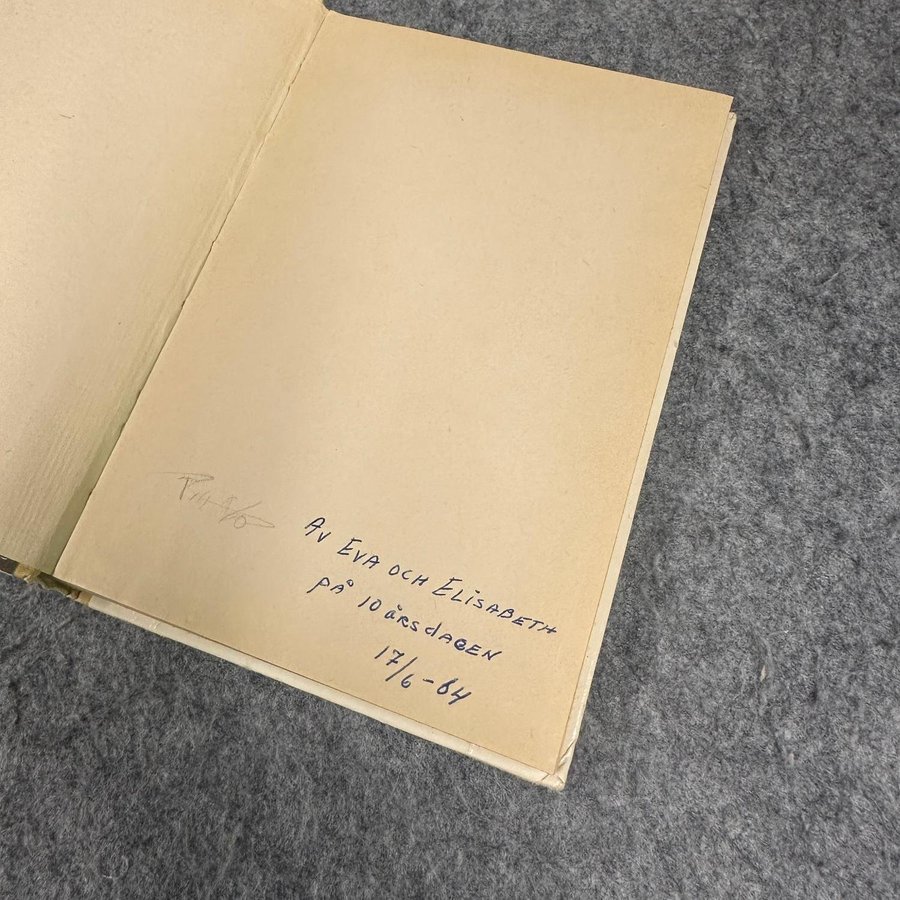 Av Eva och Elisabeth
på 10 årsdagen
17/6-64